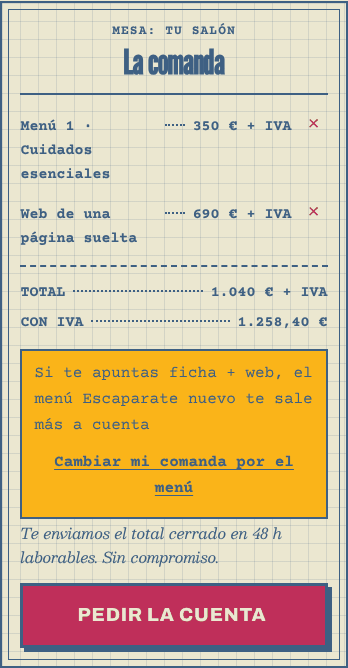 MESA: TU SALÓN
La comanda
Menú 1 · 350 € + IVA ×
Cuidados
esenciales
Web de una 690 € + IVA ×
página suelta
TOTAL 1.040 € + IVA
CON IVA 1.258,40 €
Si te apuntas ficha + web, el
menú Escaparate nuevo te sale
más a cuenta
Cambiar mi comanda por el
menú
Te enviamos el total cerrado en 48 h
laborables. Sin compromiso.
PEDIR LA CUENTA